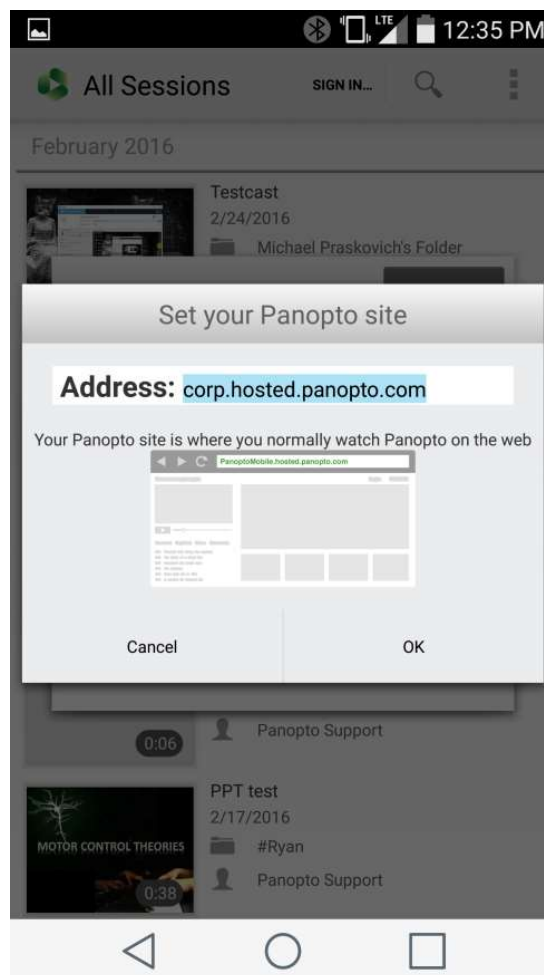 LTE 12:35 PM
All Sessions SIGN IN…
February 2016
Testcast
2/24/2016
Michael Praskovich's Folder
Set your Panopto site
Address: corp.hosted.panopto.com
Your Panopto site is where you normally watch Panopto on the web
PanoptoMobile.hosted.panopto.com
Cancel OK
0:06 Panopto Support
PPT test
2/17/2016
MOTOR CONTROL THEORIES #Ryan
0:38 Panopto Support